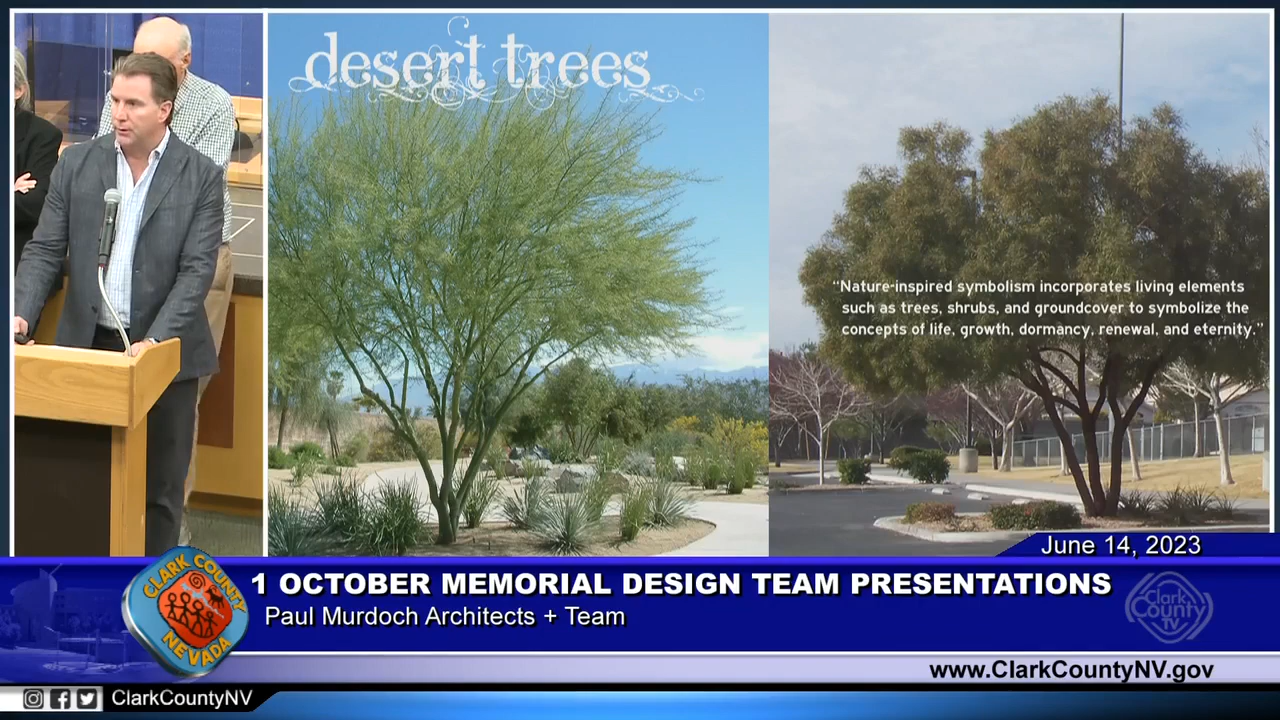 desert trees
“Nature-inspired symbolism incorporates living elements
such as trees, shrubs, and groundcover to symbolize the
concepts of life, growth, dormancy, renewal, and eternity.”
June 14, 2023
CLARK COUNTY
NEVADA
1 OCTOBER MEMORIAL DESIGN TEAM PRESENTATIONS
Paul Murdoch Architects + Team
Clark
County
TV
www.ClarkCountyNV.gov
ClarkCountyNV